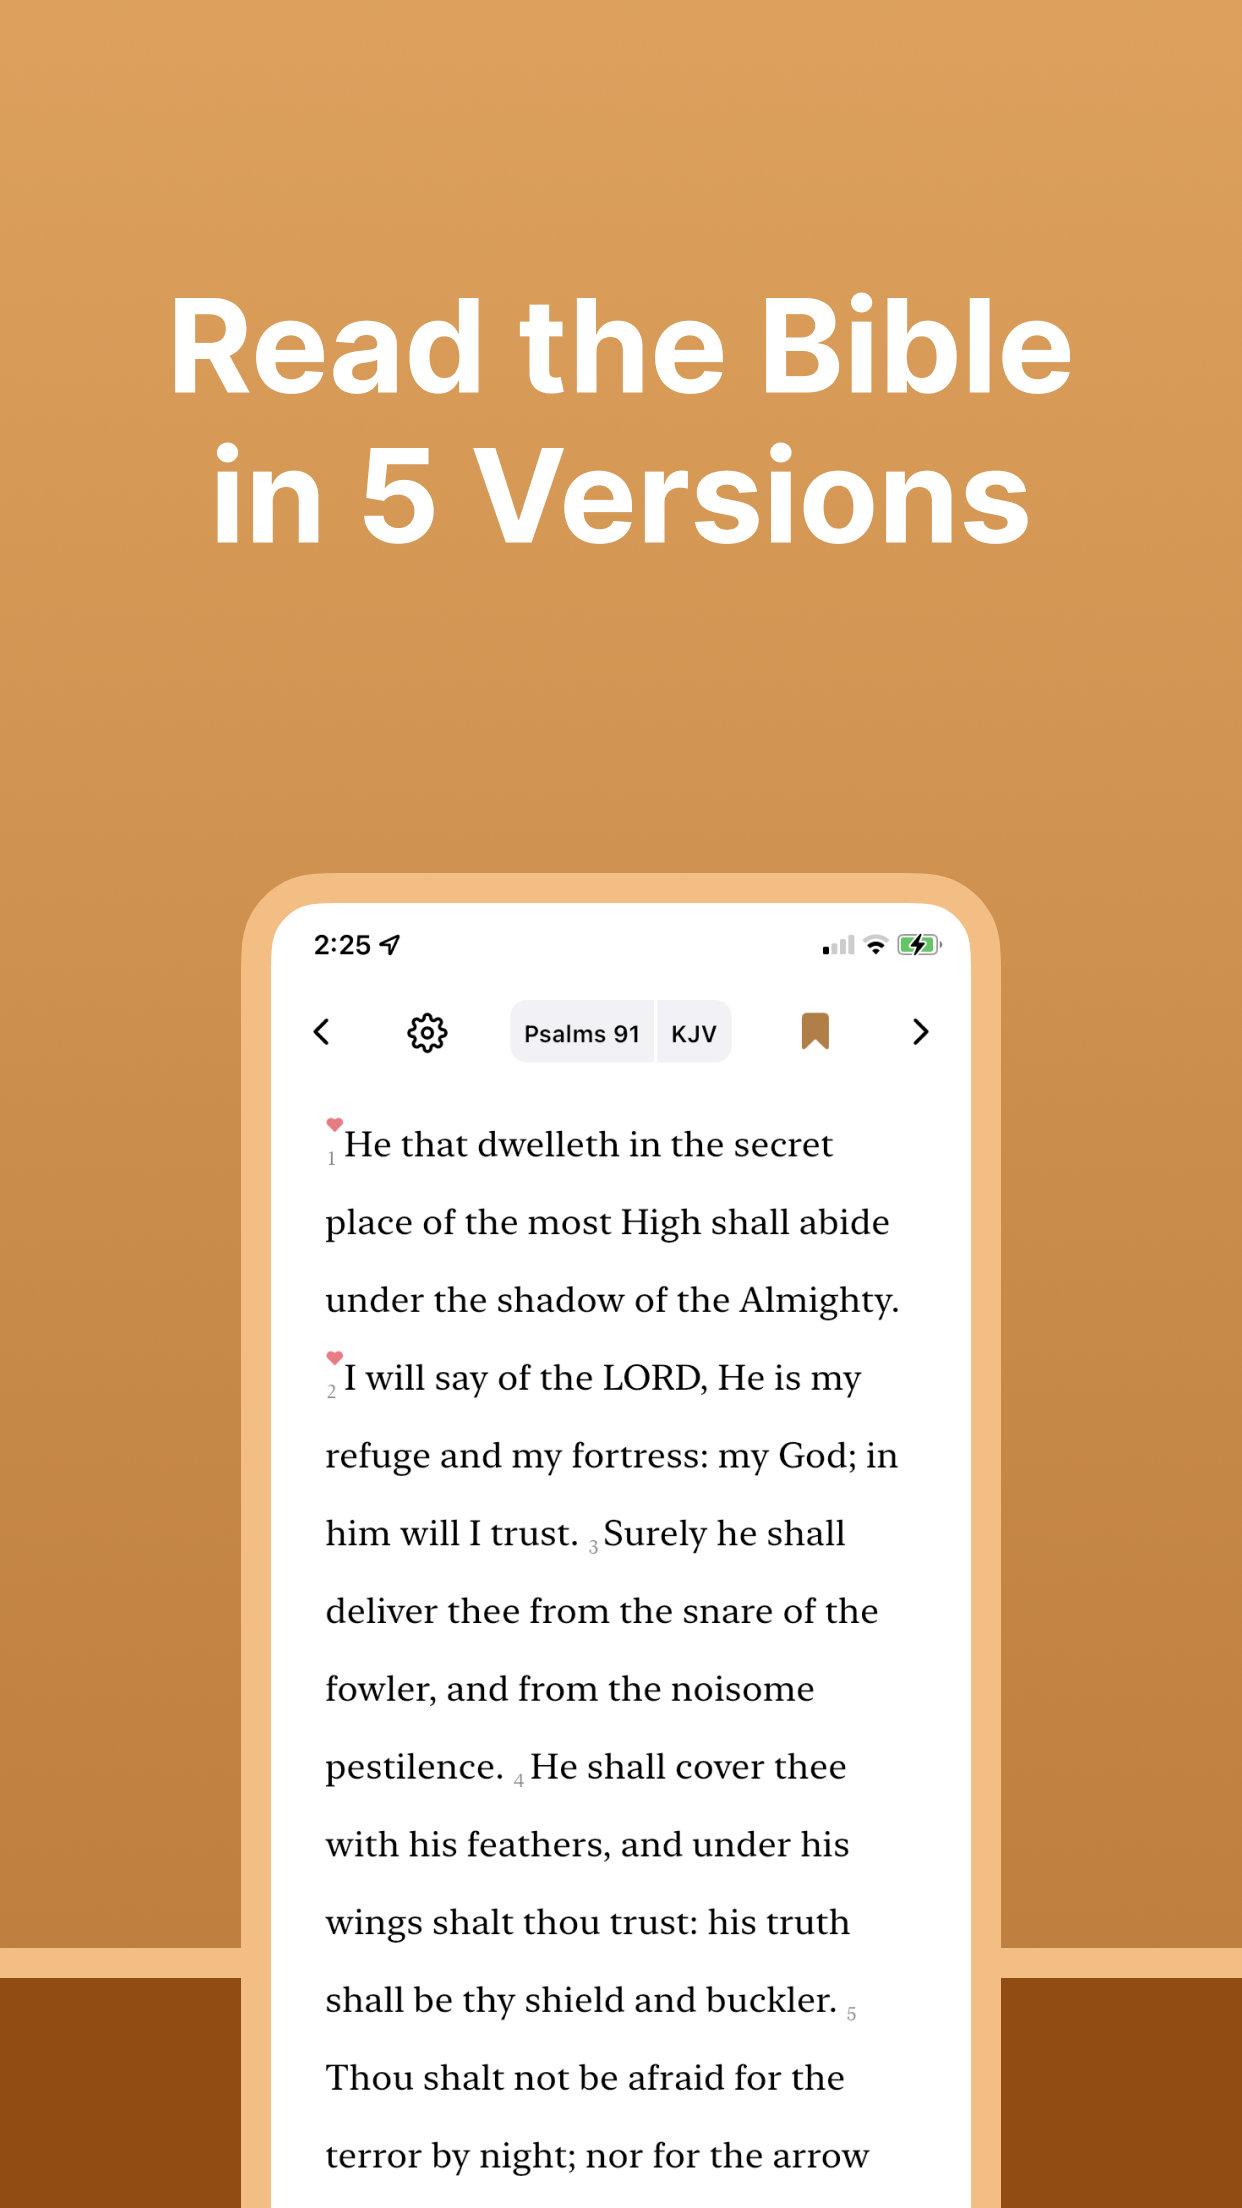 Read the Bible
in 5 Versions
2:25
Psalms 91 KJV
1 He that dwelleth in the secret
place of the most High shall abide
under the shadow of the Almighty.
2 I will say of the LORD, He is my
refuge and my fortress: my God; in
him will I trust. 3 Surely he shall
deliver thee from the snare of the
fowler, and from the noisome
pestilence. 4 He shall cover thee
with his feathers, and under his
wings shalt thou trust: his truth
shall be thy shield and buckler. 5
Thou shalt not be afraid for the
terror by night; nor for the arrow